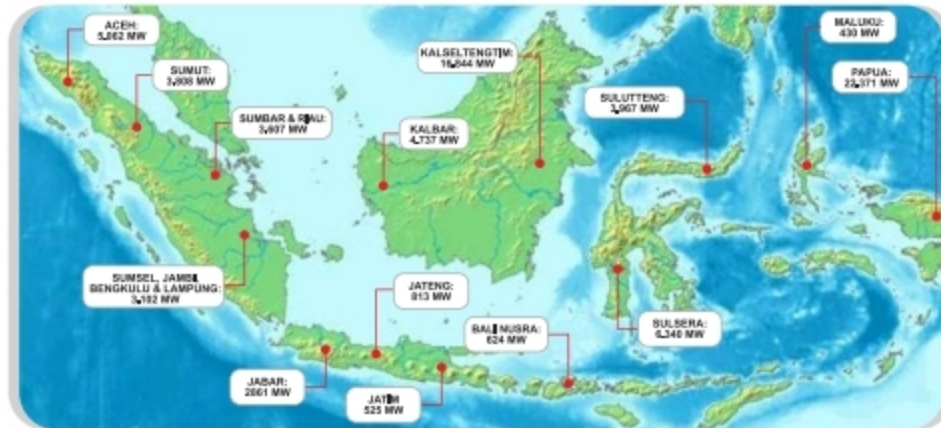 ACEH:
5.062 MW
SUMUT:
3.808 MW
SUMBAR & RIAU:
3.607 MW
SUMSEL, JAMBI,
BENGKULU & LAMPUNG:
3.102 MW
JABAR:
2861 MW
JATENG:
813 MW
JATIM
525 MW
BALI NUSRA:
624 MW
KALBAR:
4.737 MW
KALSELTENGTIM:
16.844 MW
SULUTTENG:
3.967 MW
SULSERA:
6.340 MW
MALUKU:
430 MW
PAPUA:
22.371 MW